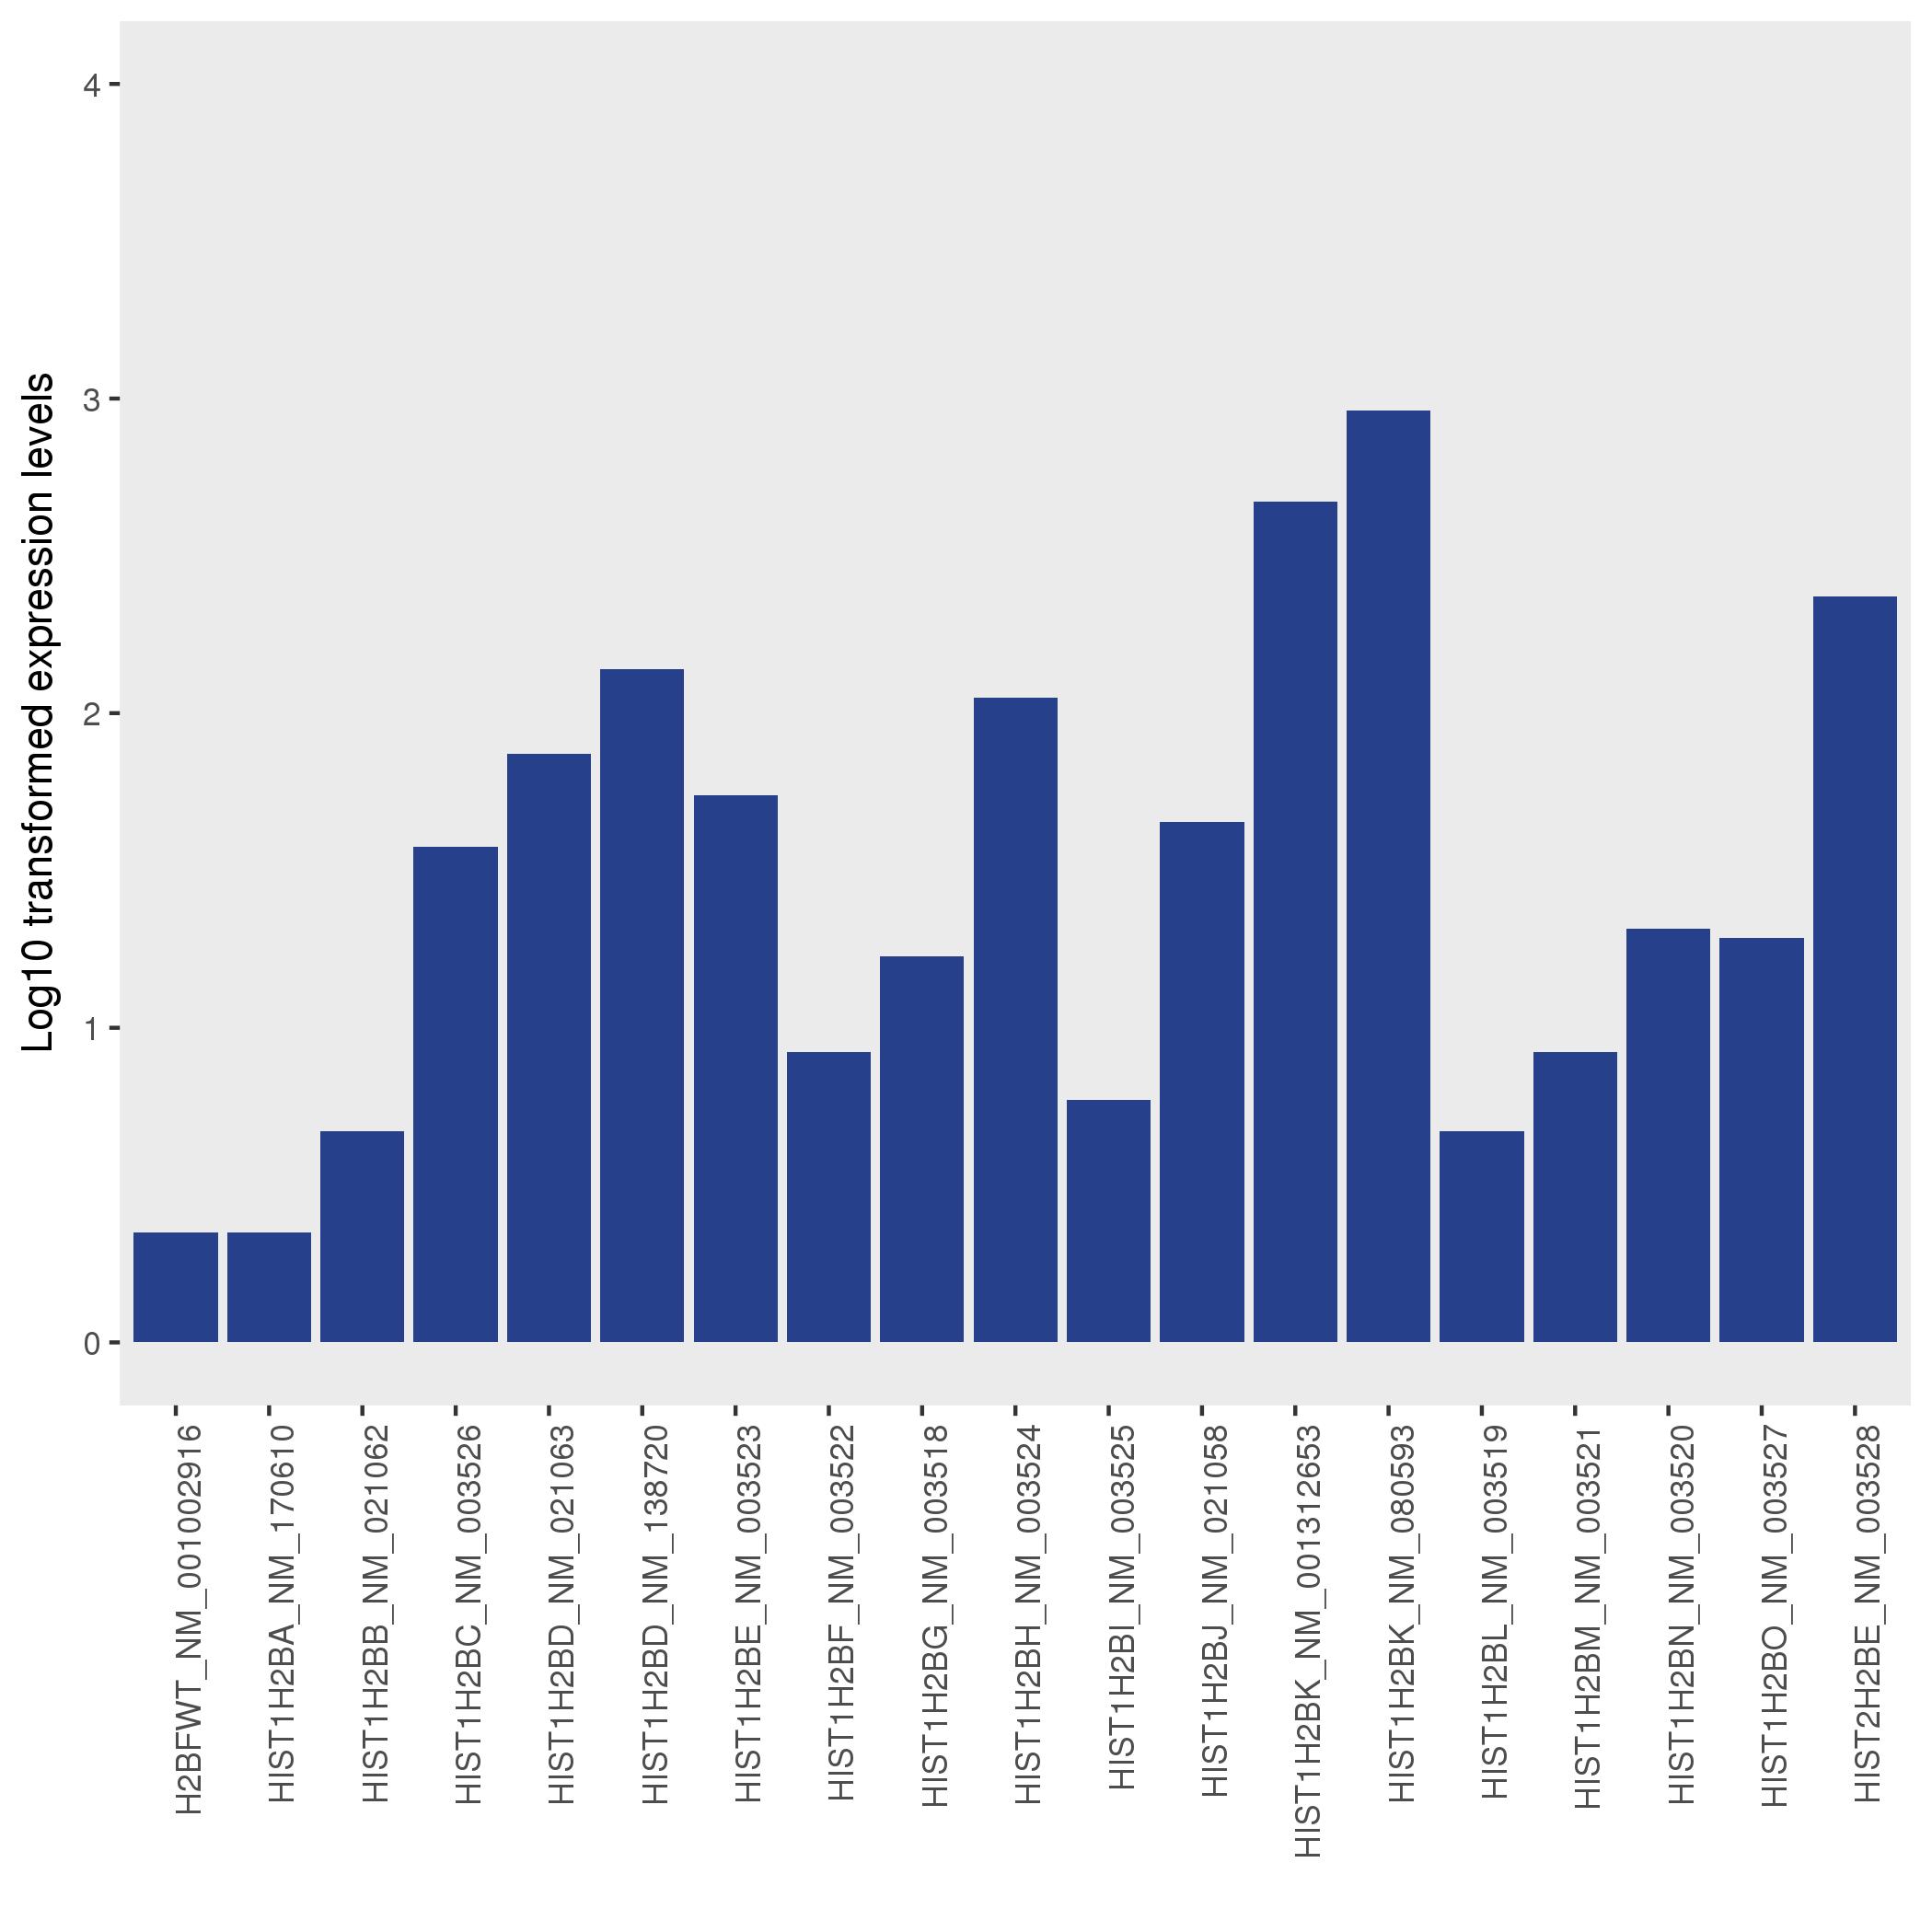 Log10 transformed expression levels
4
3
2
1
0
H2BFWT_NM_001002916
HIST1H2BA_NM_170610
HIST1H2BB_NM_021062
HIST1H2BC_NM_003526
HIST1H2BD_NM_021063
HIST1H2BD_NM_138720
HIST1H2BE_NM_003523
HIST1H2BF_NM_003522
HIST1H2BG_NM_003518
HIST1H2BH_NM_003524
HIST1H2BI_NM_003525
HIST1H2BJ_NM_021058
HIST1H2BK_NM_001312653
HIST1H2BK_NM_080593
HIST1H2BL_NM_003519
HIST1H2BM_NM_003521
HIST1H2BN_NM_003520
HIST1H2BO_NM_003527
HIST2H2BE_NM_003528